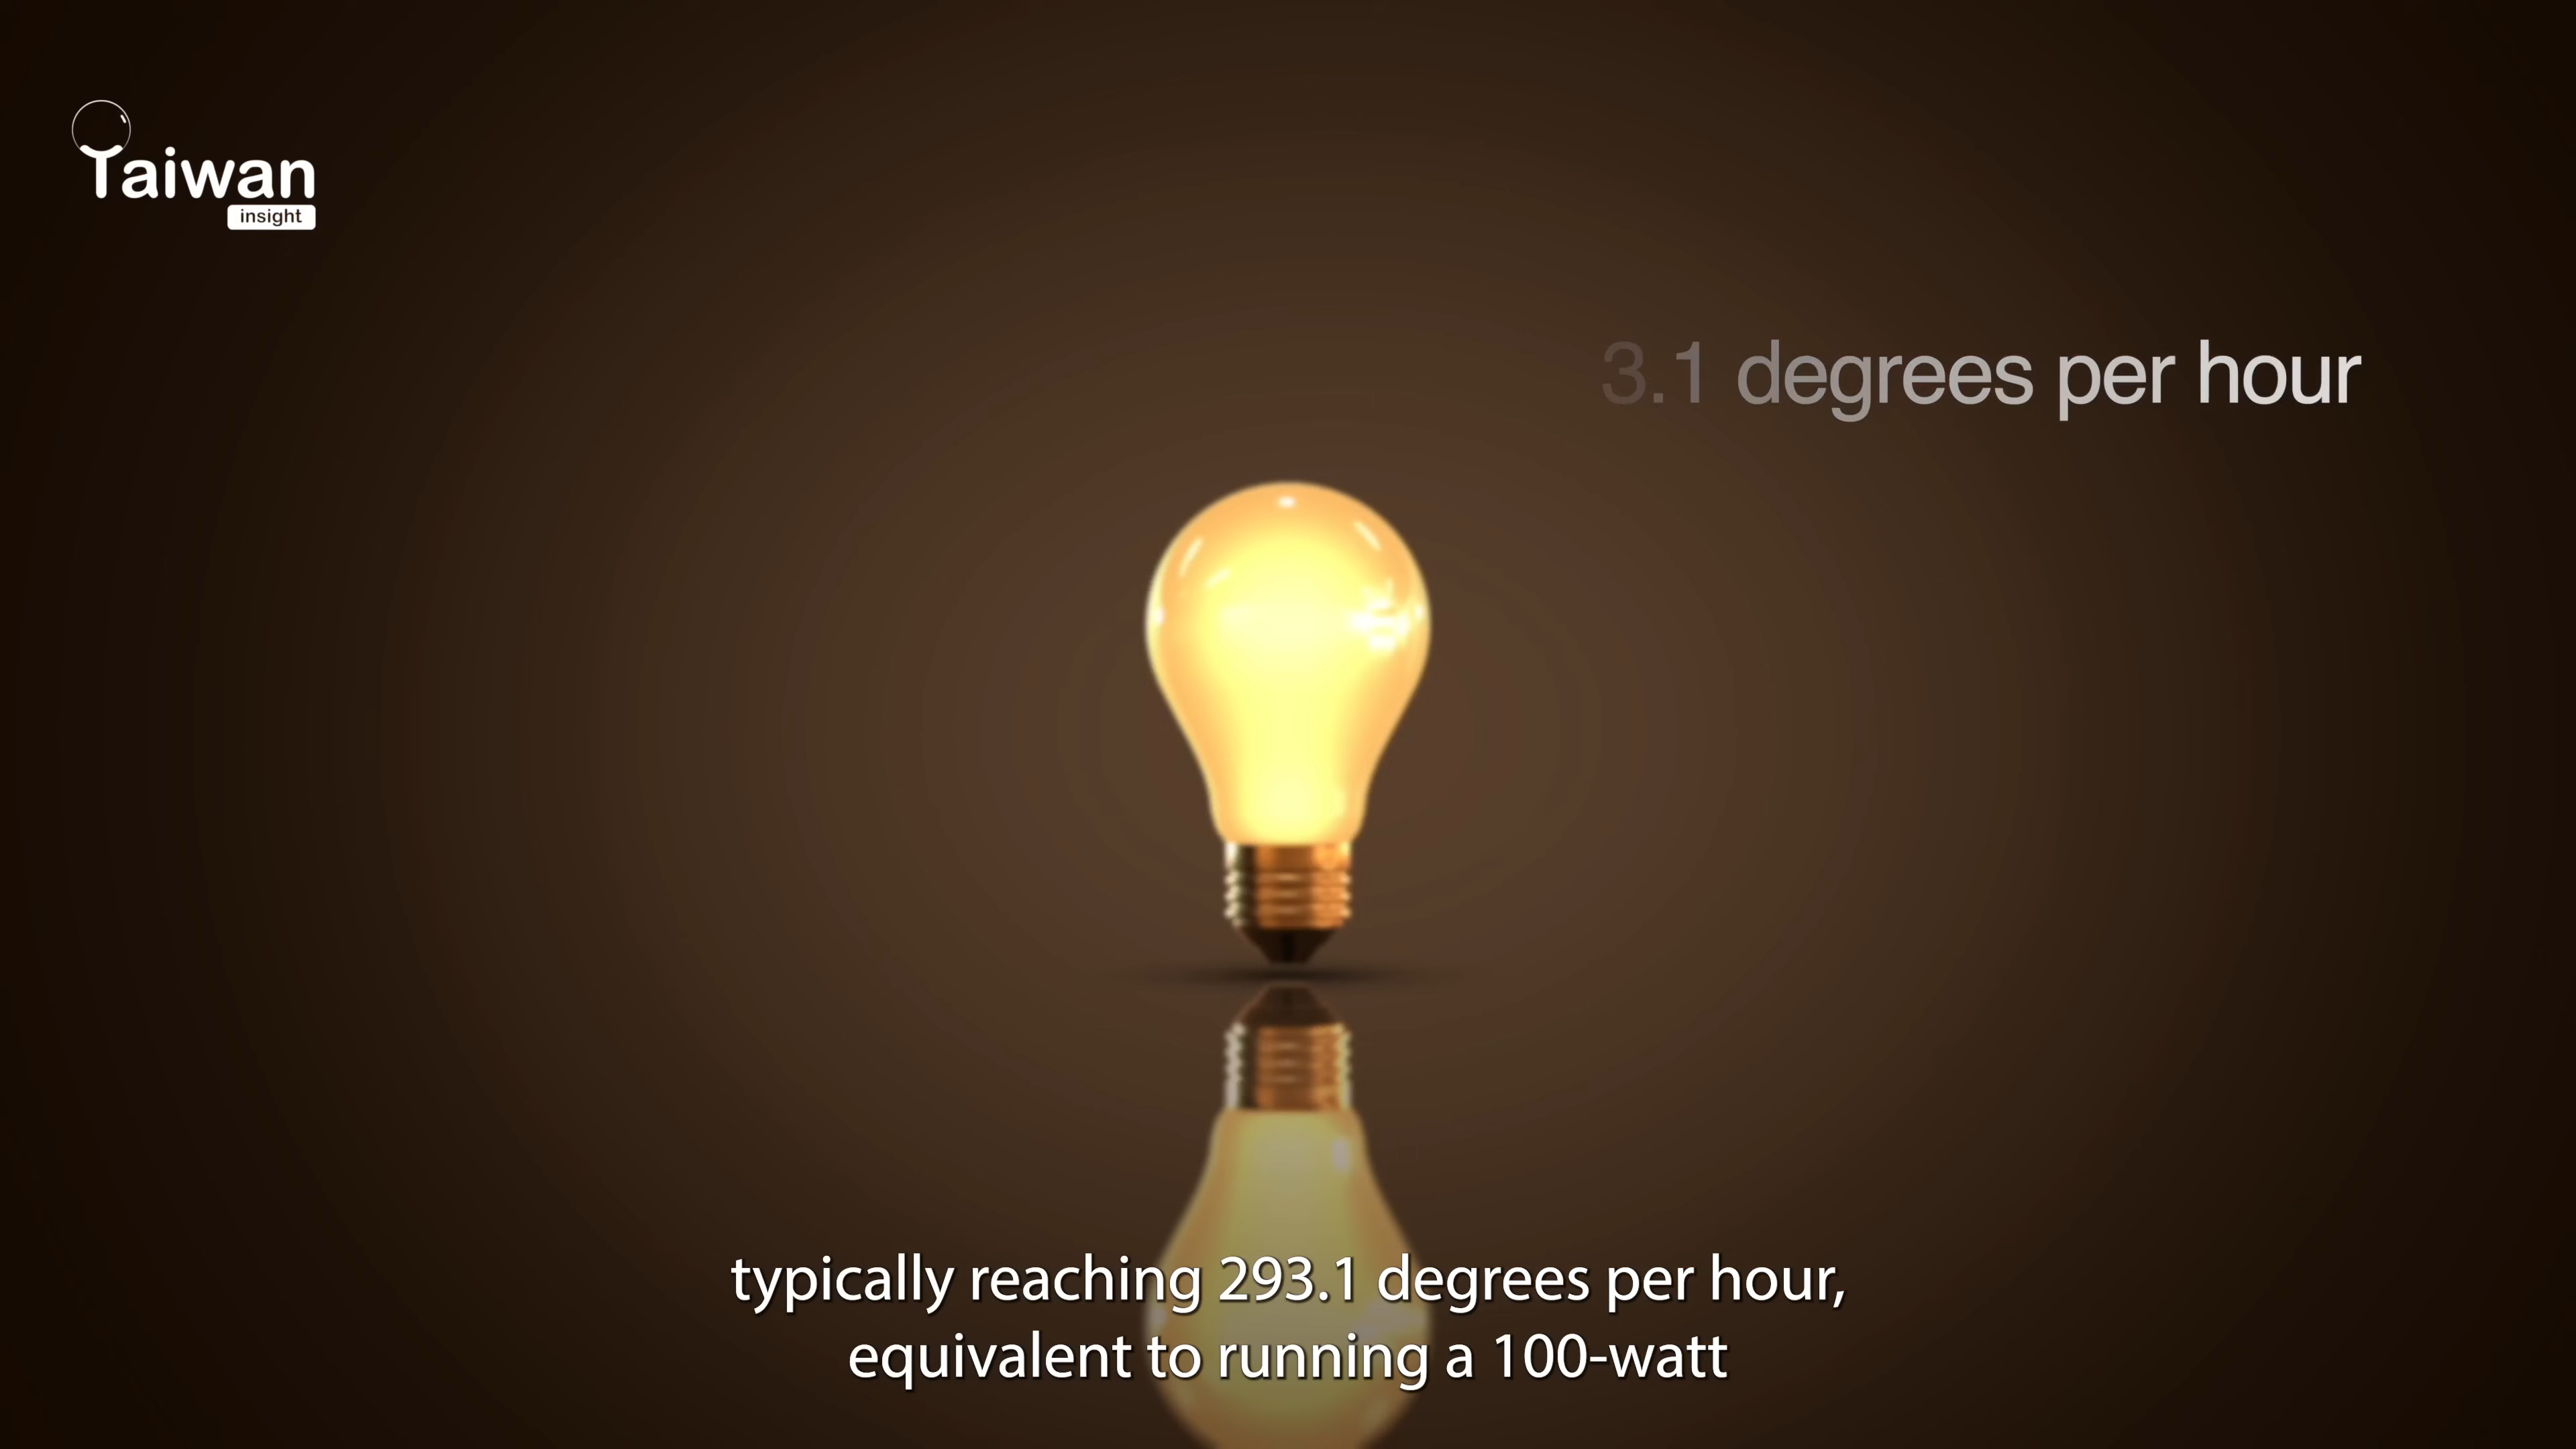 Taiwan
insight
3.1 degrees per hour
typically reaching 293.1 degrees per hour,
equivalent to running a 100-watt